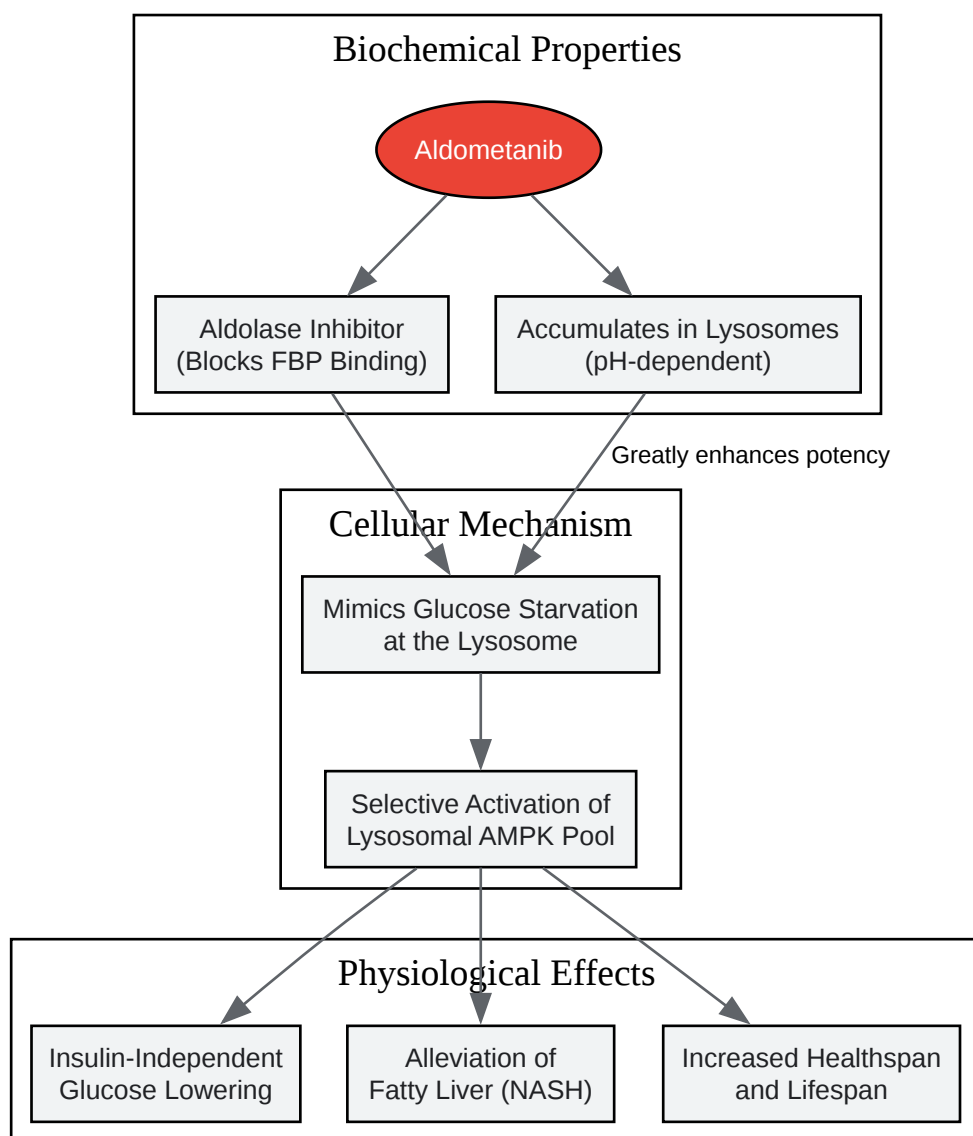 Biochemical Properties
Aldometanib
Aldolase Inhibitor
(Blocks FBP Binding)
Accumulates in Lysosomes
(pH-dependent)
Greatly enhances potency
Cellular Mechanism
Mimics Glucose Starvation
at the Lysosome
Selective Activation of
Lysosomal AMPK Pool
Physiological Effects
Insulin-Independent
Glucose Lowering
Alleviation of
Fatty Liver (NASH)
Increased Healthspan
and Lifespan